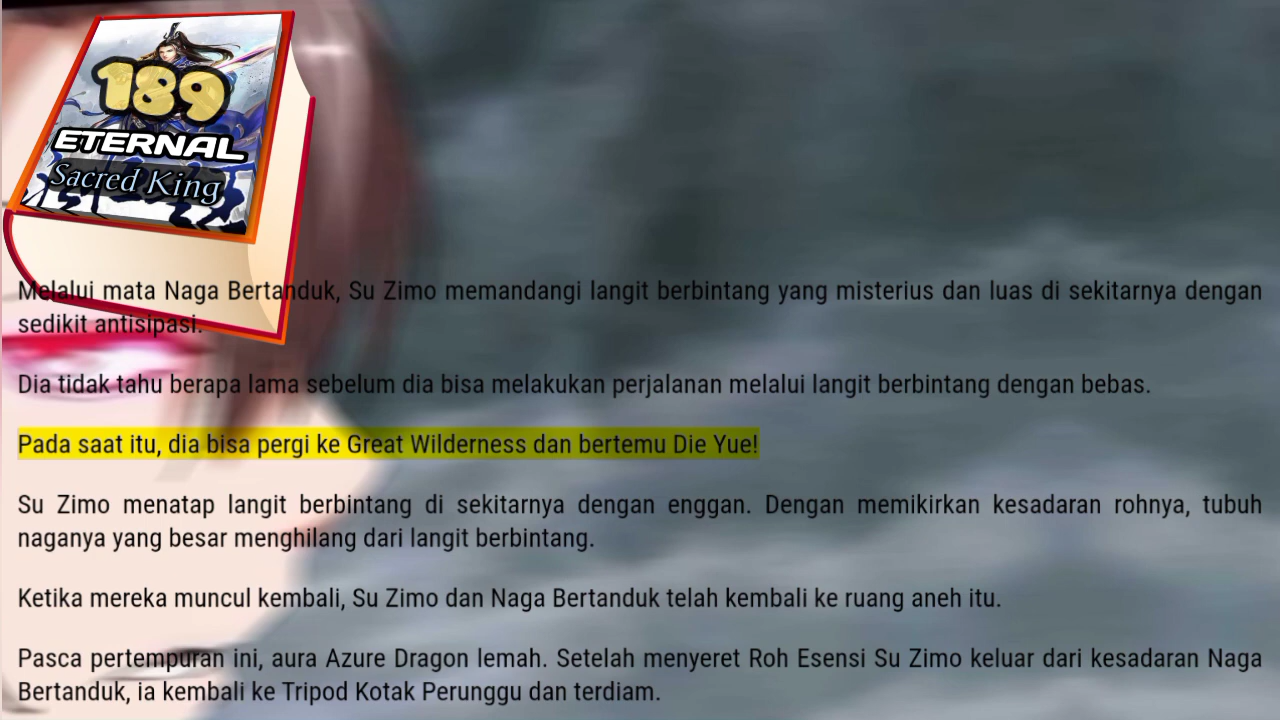 189
ETERNAL
Sacred King
Melalui mata Naga Bertanduk, Su Zimo memandangi langit berbintang yang misterius dan luas di sekitarnya dengan
sedikit antisipasi.
Dia tidak tahu berapa lama sebelum dia bisa melakukan perjalanan melalui langit berbintang dengan bebas.
Pada saat itu, dia bisa pergi ke Great Wilderness dan bertemu Die Yue!
Su Zimo menatap langit berbintang di sekitarnya dengan enggan. Dengan memikirkan kesadaran rohnya, tubuh
naganya yang besar menghilang dari langit berbintang.
Ketika mereka muncul kembali, Su Zimo dan Naga Bertanduk telah kembali ke ruang aneh itu.
Pasca pertempuran ini, aura Azure Dragon lemah. Setelah menyeret Roh Esensi Su Zimo keluar dari kesadaran Naga
Bertanduk, ia kembali ke Tripod Kotak Perunggu dan terdiam.